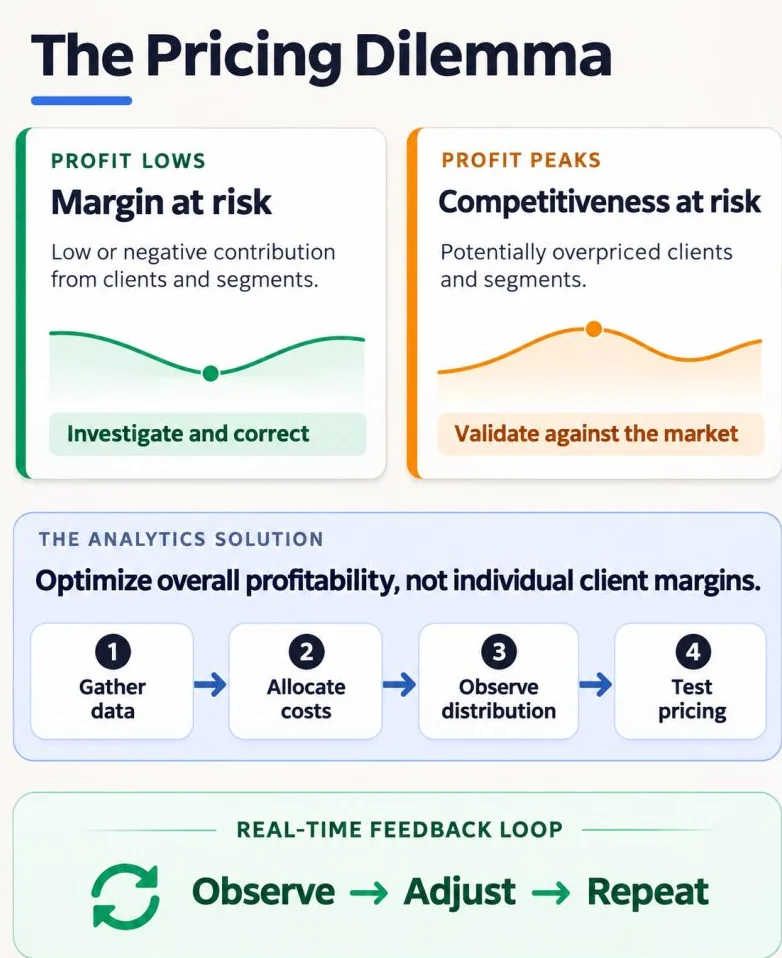 The Pricing Dilemma
PROFIT LOWS
Margin at risk
Low or negative contribution
from clients and segments.
Investigate and correct
PROFIT PEAKS
Competitiveness at risk
Potentially overpriced clients
and segments.
Validate against the market
THE ANALYTICS SOLUTION
Optimize overall profitability, not individual client margins.
1
Gather
data
2
Allocate
costs
3
Observe
distribution
4
Test
pricing
REAL-TIME FEEDBACK LOOP
Observe → Adjust → Repeat